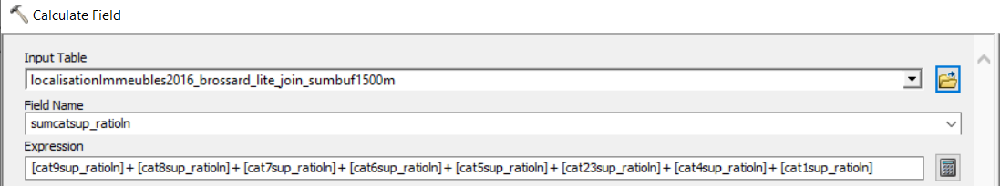 Calculate Field
Input Table
localisationImmeubles2016_brossard_lite_join_sumbuf1500m
Field Name
sumcatsup_ratioln
Expression
[cat9sup_ratioln] + [cat8sup_ratioln] + [cat7sup_ratioln] + [cat6sup_ratioln] + [cat5sup_ratioln] + [cat23sup_ratioln] + [cat4sup_ratioln] + [cat1sup_ratioln]